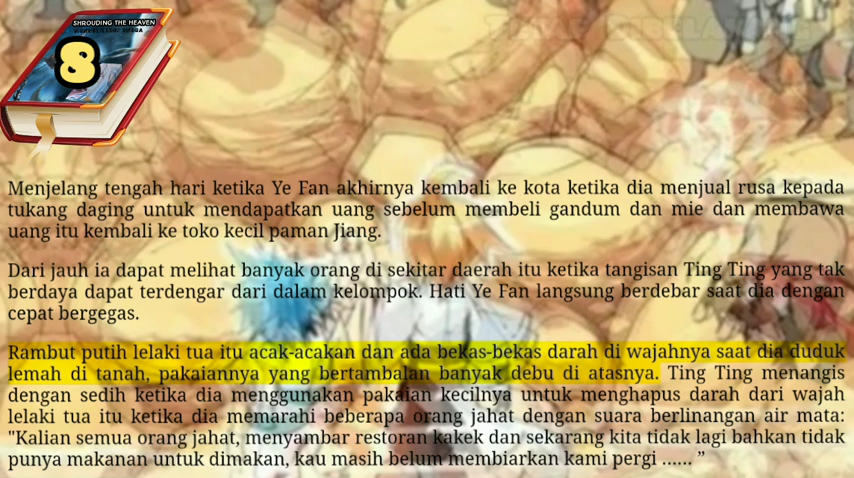 SHROUDING THE HEAVEN
8
Menjelang tengah hari ketika Ye Fan akhirnya kembali ke kota ketika dia menjual rusa kepada
tukang daging untuk mendapatkan uang sebelum membeli gandum dan mie dan membawa
uang itu kembali ke toko kecil paman Jiang.
Dari jauh ia dapat melihat banyak orang di sekitar daerah itu ketika tangisan Ting Ting yang tak
berdaya dapat terdengar dari dalam kelompok. Hati Ye Fan langsung berdebar saat dia dengan
cepat bergegas.
Rambut putih lelaki tua itu acak-acakan dan ada bekas-bekas darah di wajahnya saat dia duduk
lemah di tanah, pakaiannya yang bertambalan banyak debu di atasnya. Ting Ting menangis
dengan sedih ketika dia menggunakan pakaian kecilnya untuk menghapus darah dari wajah
lelaki tua itu ketika dia memarahi beberapa orang jahat dengan suara berlinangan air mata:
"Kalian semua orang jahat, menyambar restoran kakek dan sekarang kita tidak lagi bahkan tidak
punya makanan untuk dimakan, kau masih belum membiarkan kami pergi ...... ”